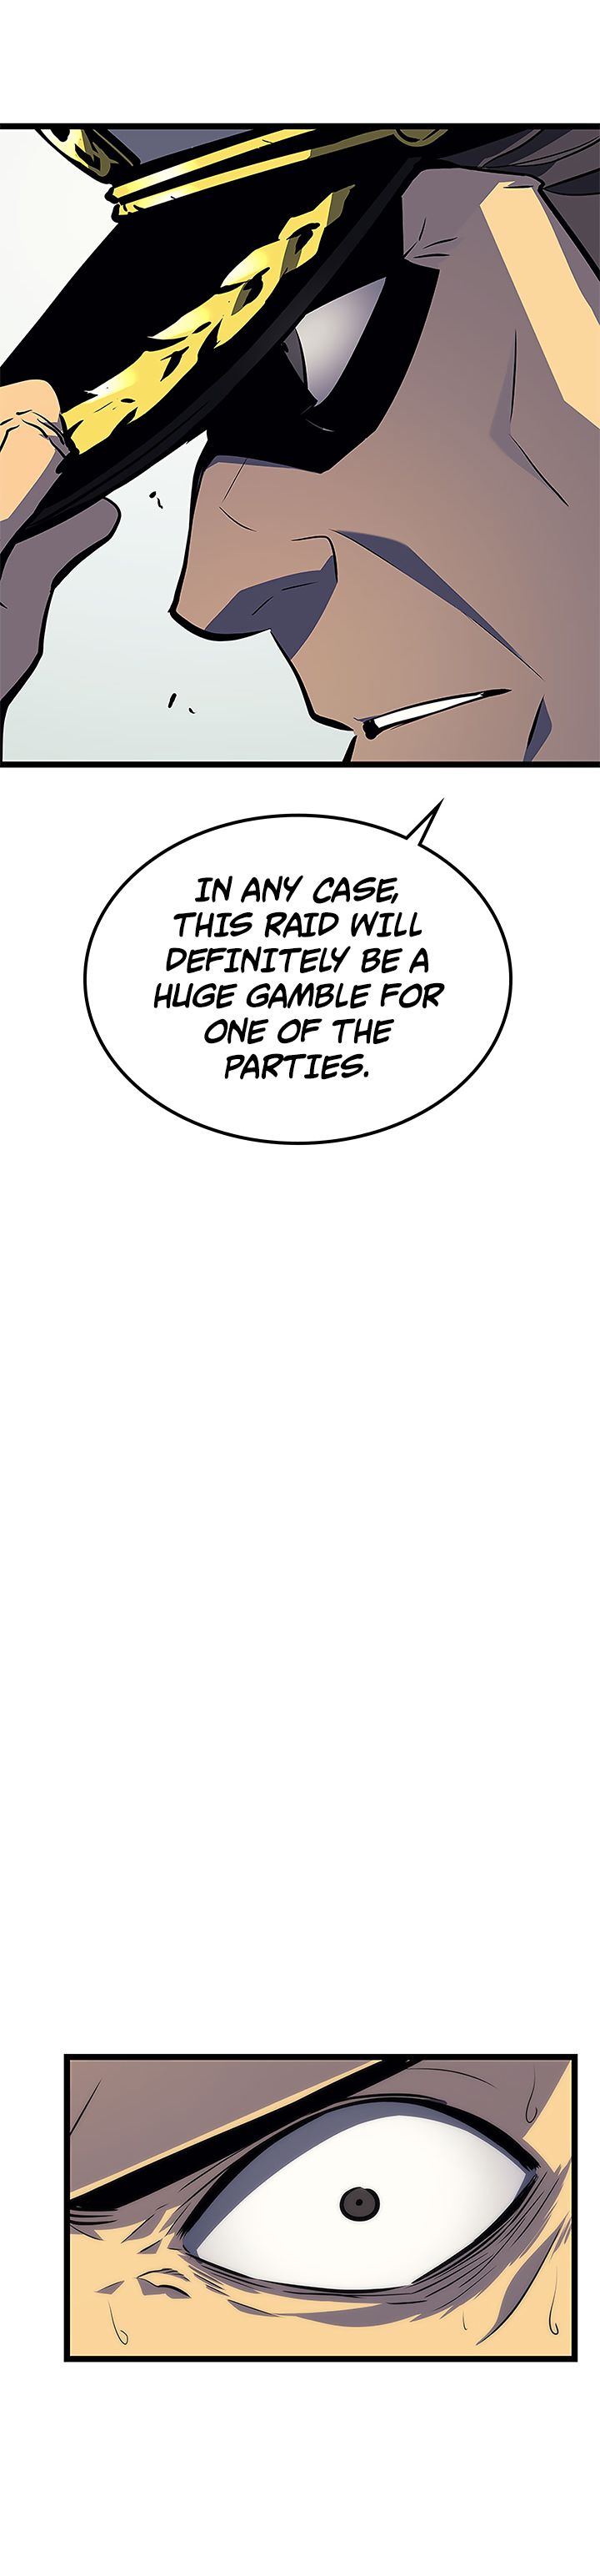 IN ANY CASE,
THIS RAID WILL
DEFINITELY BE A
HUGE GAMBLE FOR
ONE OF THE
PARTIES.